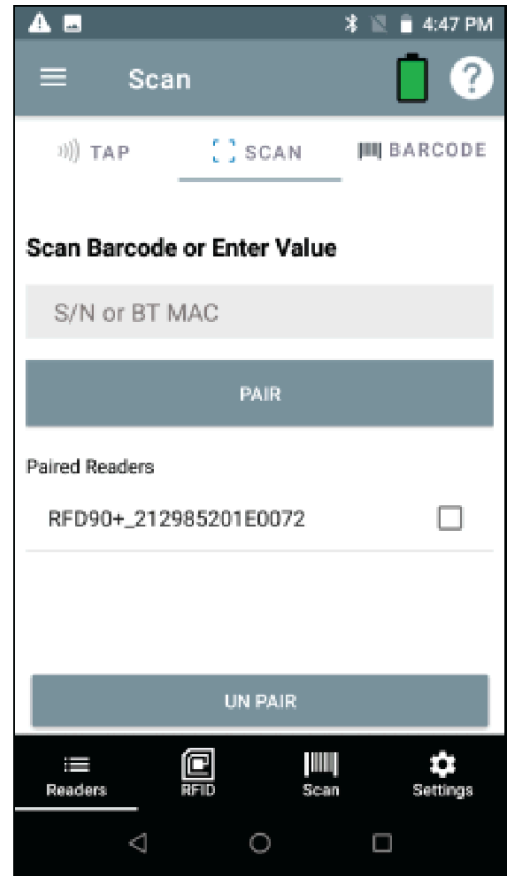 4:47 PM
Scan
?
TAP SCAN BARCODE
Scan Barcode or Enter Value
S/N or BT MAC
PAIR
Paired Readers
RFD90+_212985201E0072
UN PAIR
Readers RFID Scan Settings